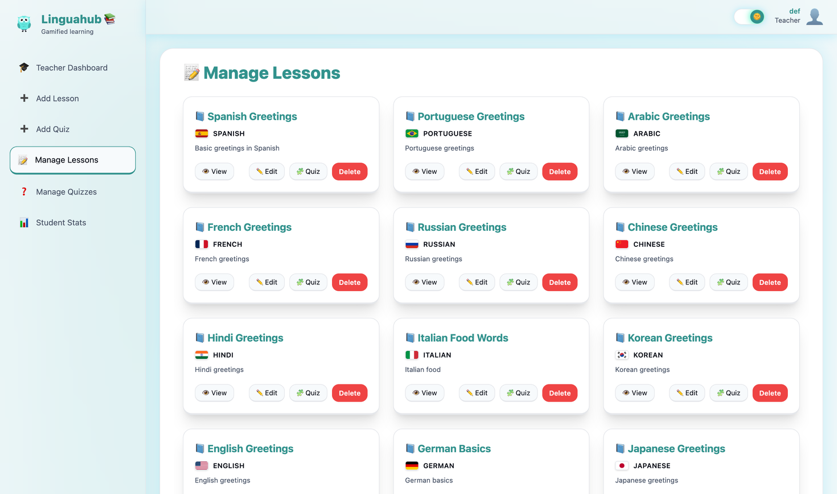 Linguahub
Gamified learning
def
Teacher
Teacher Dashboard
Add Lesson
Add Quiz
Manage Lessons
Manage Quizzes
Student Stats
Manage Lessons
Spanish Greetings
SPANISH
Basic greetings in Spanish
View Edit Quiz Delete
Portuguese Greetings
PORTUGUESE
Portuguese greetings
View Edit Quiz Delete
Arabic Greetings
ARABIC
Arabic greetings
View Edit Quiz Delete
French Greetings
FRENCH
French greetings
View Edit Quiz Delete
Russian Greetings
RUSSIAN
Russian greetings
View Edit Quiz Delete
Chinese Greetings
CHINESE
Chinese greetings
View Edit Quiz Delete
Hindi Greetings
HINDI
Hindi greetings
View Edit Quiz Delete
Italian Food Words
ITALIAN
Italian food
View Edit Quiz Delete
Korean Greetings
KOREAN
Korean greetings
View Edit Quiz Delete
English Greetings
ENGLISH
English greetings
German Basics
GERMAN
German basics
Japanese Greetings
JAPANESE
Japanese greetings